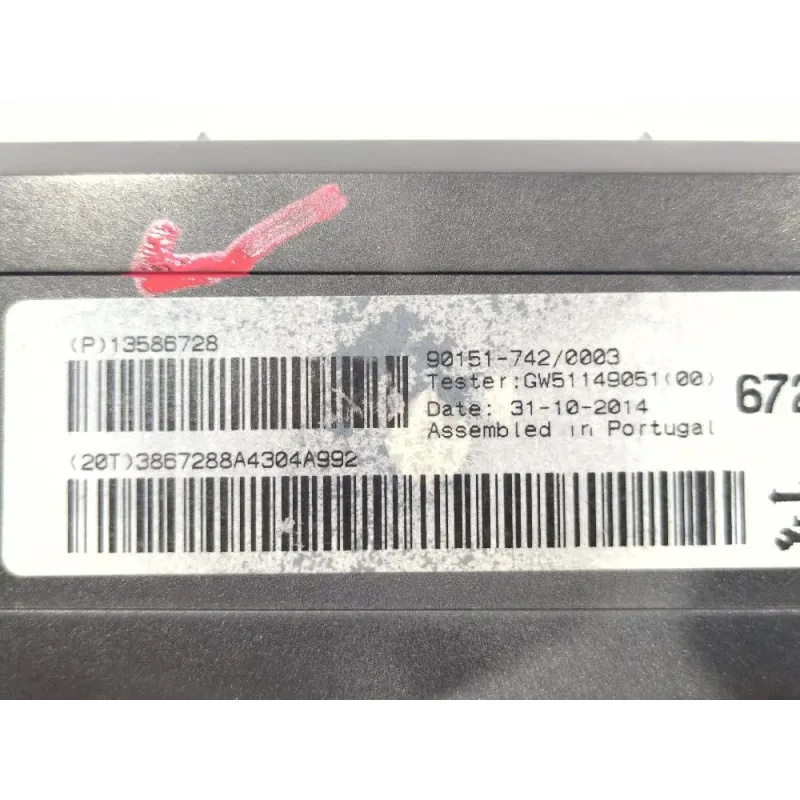 (P)13586728
90151-742/0003
Tester:GW51149051(00)
Date: 31-10-2014
Assembled in Portugal
672
(20T)3867288A4304A992